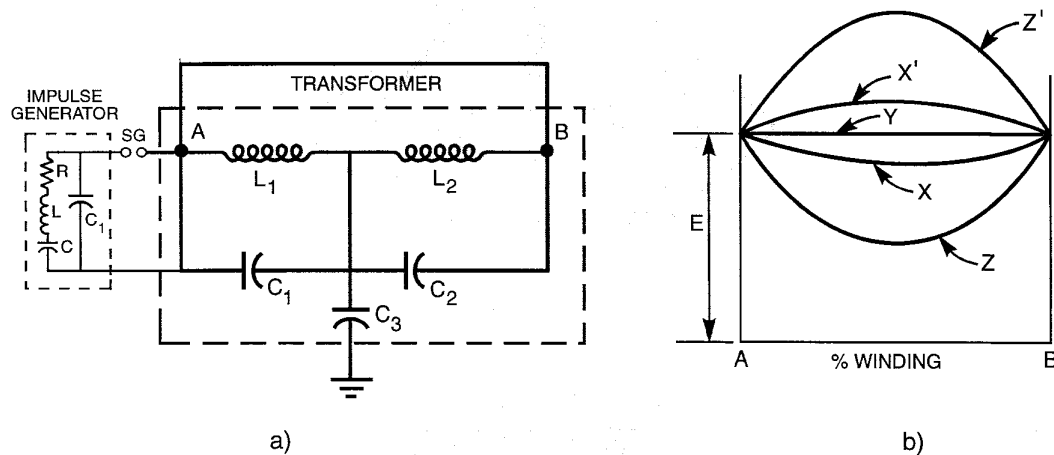 TRANSFORMER
IMPULSE
GENERATOR
SG
A
B
R
L
C
C1
L1
L2
C1
C2
C3
a)
Z'
X'
Y
X
Z
E
A
% WINDING
B
b)